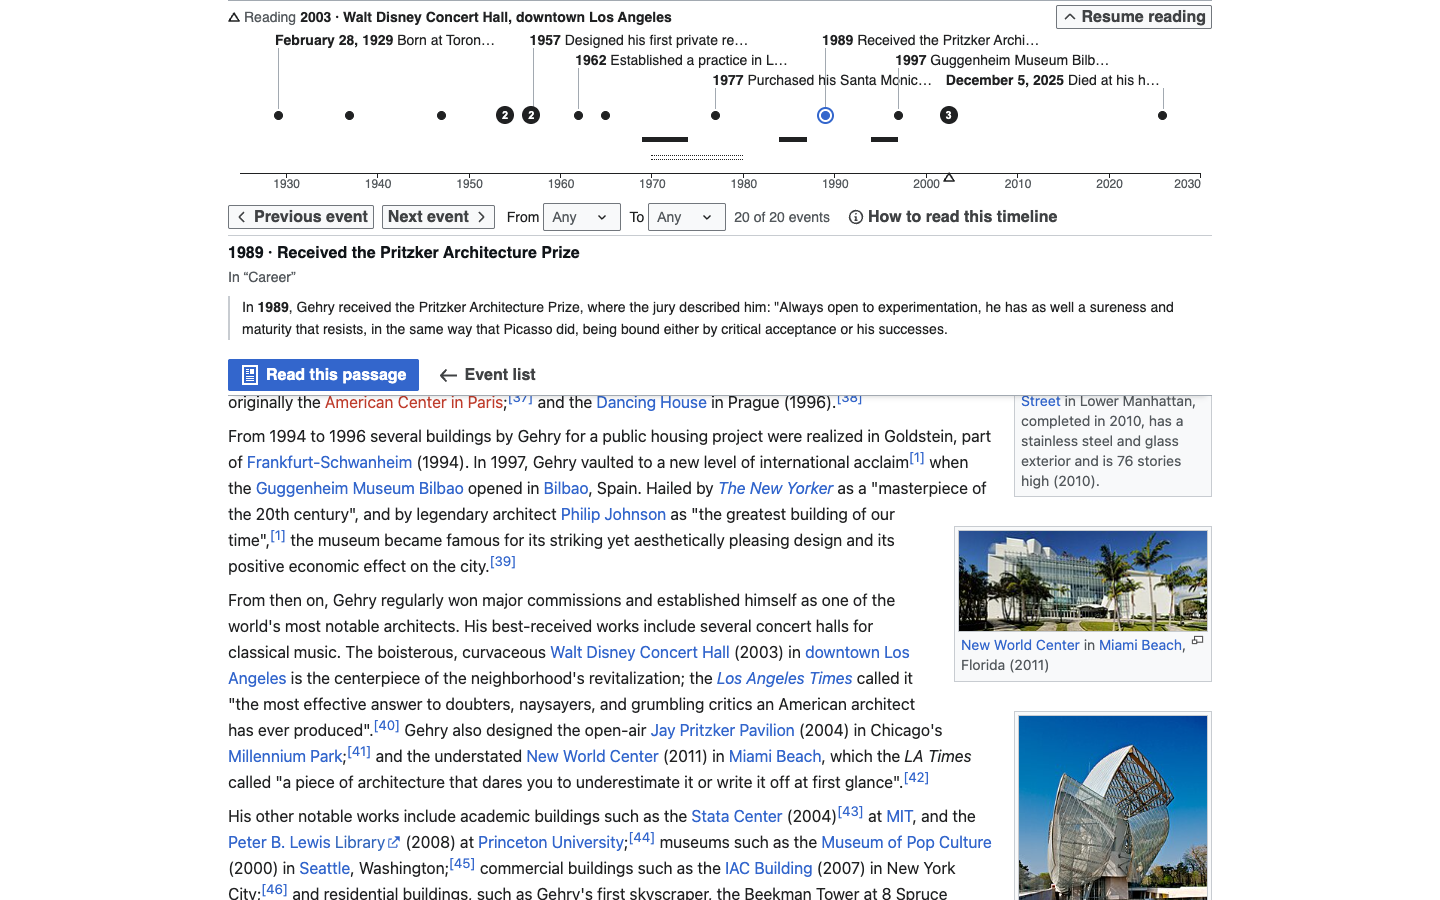 Reading 2003 · Walt Disney Concert Hall, downtown Los Angeles
Resume reading
February 28, 1929 Born at Toron…
1957 Designed his first private re…
1989 Received the Pritzker Archi…
1962 Established a practice in L…
1997 Guggenheim Museum Bilb…
1977 Purchased his Santa Monic…
December 5, 2025 Died at his h…
2
2
3
1930
1940
1950
1960
1970
1980
1990
2000
2010
2020
2030
Previous event
Next event
From Any
To Any
20 of 20 events
How to read this timeline
1989 · Received the Pritzker Architecture Prize
In “Career”
In 1989, Gehry received the Pritzker Architecture Prize, where the jury described him: "Always open to experimentation, he has as well a sureness and
maturity that resists, in the same way that Picasso did, being bound either by critical acceptance or his successes.
Read this passage
Event list
originally the American Center in Paris;[37] and the Dancing House in Prague (1996).[38]
From 1994 to 1996 several buildings by Gehry for a public housing project were realized in Goldstein, part
of Frankfurt-Schwanheim (1994). In 1997, Gehry vaulted to a new level of international acclaim[1] when
the Guggenheim Museum Bilbao opened in Bilbao, Spain. Hailed by The New Yorker as a "masterpiece of
the 20th century", and by legendary architect Philip Johnson as "the greatest building of our
time",[1] the museum became famous for its striking yet aesthetically pleasing design and its
positive economic effect on the city.[39]
From then on, Gehry regularly won major commissions and established himself as one of the
world's most notable architects. His best-received works include several concert halls for
classical music. The boisterous, curvaceous Walt Disney Concert Hall (2003) in downtown Los
Angeles is the centerpiece of the neighborhood's revitalization; the Los Angeles Times called it
"the most effective answer to doubters, naysayers, and grumbling critics an American architect
has ever produced".[40] Gehry also designed the open-air Jay Pritzker Pavilion (2004) in Chicago's
Millennium Park;[41] and the understated New World Center (2011) in Miami Beach, which the LA Times
called "a piece of architecture that dares you to underestimate it or write it off at first glance".[42]
His other notable works include academic buildings such as the Stata Center (2004)[43] at MIT, and the
Peter B. Lewis Library (2008) at Princeton University;[44] museums such as the Museum of Pop Culture
(2000) in Seattle, Washington;[45] commercial buildings such as the IAC Building (2007) in New York
City;[46] and residential buildings, such as Gehry's first skyscraper, the Beekman Tower at 8 Spruce
Street in Lower Manhattan,
completed in 2010, has a
stainless steel and glass
exterior and is 76 stories
high (2010).
New World Center in Miami Beach,
Florida (2011)